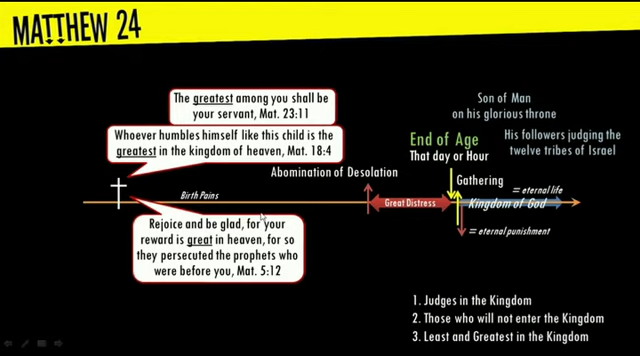 MATTHEW 24
The greatest among you shall be
your servant, Mat. 23:11
Whoever humbles himself like this child is the
greatest in the kingdom of heaven, Mat. 18:4
Son of Man
on his glorious throne
End of Age
That day or Hour
His followers judging the
twelve tribes of Israel
Abomination of Desolation
Gathering
Birth Pains
= eternal life
Great Distress
Kingdom of God
= eternal punishment
Rejoice and be glad, for your
reward is great in heaven, for so
they persecuted the prophets who
were before you, Mat. 5:12
1. Judges in the Kingdom
2. Those who will not enter the Kingdom
3. Least and Greatest in the Kingdom